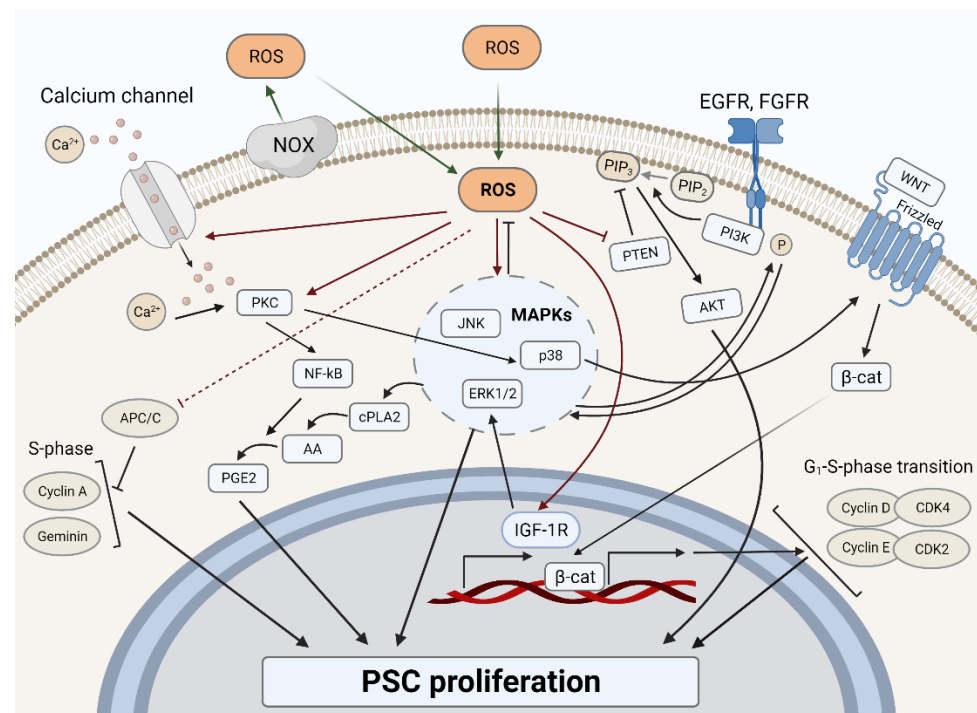 ROS
ROS
Calcium channel
EGFR, FGFR
Ca²⁺
NOX
PIP₃
PIP₂
WNT
ROS
Frizzled
PI3K
P
PTEN
Ca²⁺
PKC
AKT
JNK
MAPKs
p38
NF-kB
β-cat
ERK1/2
cPLA2
APC/C
AA
S-phase
PGE2
G₁-S-phase transition
Cyclin A
Cyclin D
CDK4
Geminin
IGF-1R
Cyclin E
CDK2
β-cat
PSC proliferation